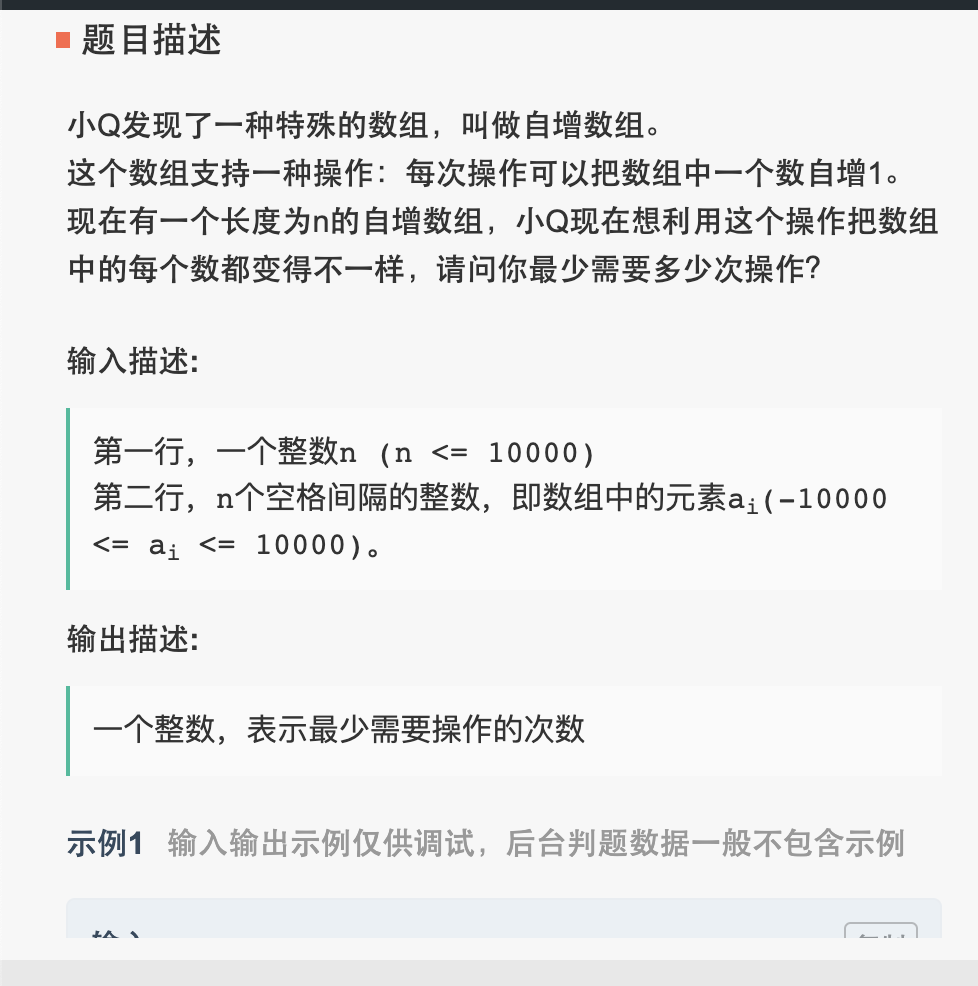 题目描述
小Q发现了一种特殊的数组，叫做自增数组。
这个数组支持一种操作：每次操作可以把数组中一个数自增1。
现在有一个长度为n的自增数组，小Q现在想利用这个操作把数组
中的每个数都变得不一样，请问你最少需要多少次操作？
输入描述:
第一行，一个整数n (n <= 10000)
第二行，n个空格间隔的整数，即数组中的元素aᵢ(-10000
<= aᵢ <= 10000)。
输出描述:
一个整数，表示最少需要操作的次数
示例1 输入输出示例仅供调试，后台判题数据一般不包含示例